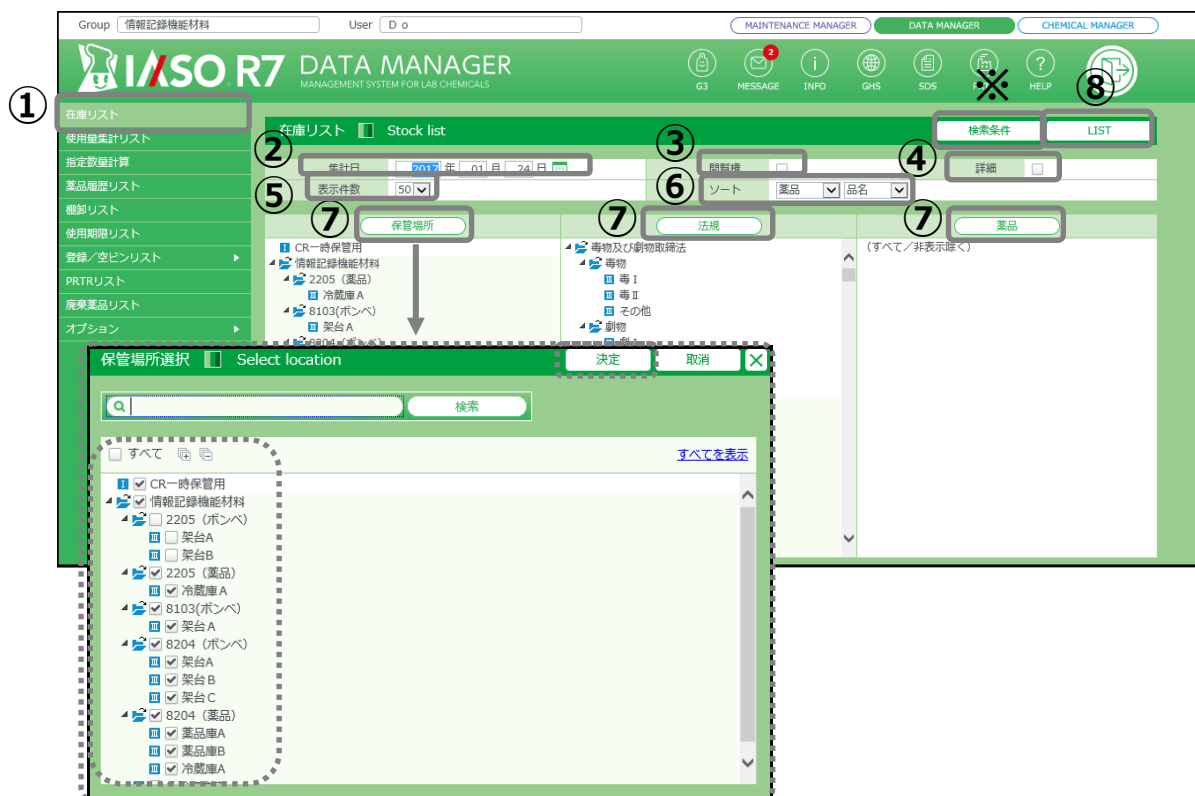 Group 情報記録機能材料 User D o MAINTENANCE MANAGER DATA MANAGER CHEMICAL MANAGER
IASO R7 DATA MANAGER
MANAGEMENT SYSTEM FOR LAB CHEMICALS
2
G3 MESSAGE INFO GHS SDS HELP
※ ⑧
① 在庫リスト
使用量集計リスト
指定数量計算
薬品履歴リスト
棚卸リスト
使用期限リスト
登録／空ビンリスト
PRTRリスト
廃棄薬品リスト
オプション
在庫リスト Stock list 検索条件 LIST
② 集計日 2017 年 01 月 24 日 ③ 閲覧権 ④ 詳細
⑤ 表示件数 50 ⑥ ソート 薬品 品名
⑦ 保管場所 ⑦ 法規 ⑦ 薬品
CR一時保管用
情報記録機能材料
2205（薬品）
冷蔵庫A
8103(ボンベ)
架台A
8204（ボンベ）
毒物及び劇物取締法
毒物
毒Ⅰ
毒Ⅱ
その他
劇物
劇Ⅰ
(すべて／非表示除く)
保管場所選択 Select location 決定 取消
検索
すべて すべてを表示
CR一時保管用
情報記録機能材料
2205（ボンベ）
架台A
架台B
2205（薬品）
冷蔵庫A
8103(ボンベ)
架台A
8204（ボンベ）
架台A
架台B
架台C
8204（薬品）
薬品庫A
薬品庫B
冷蔵庫A